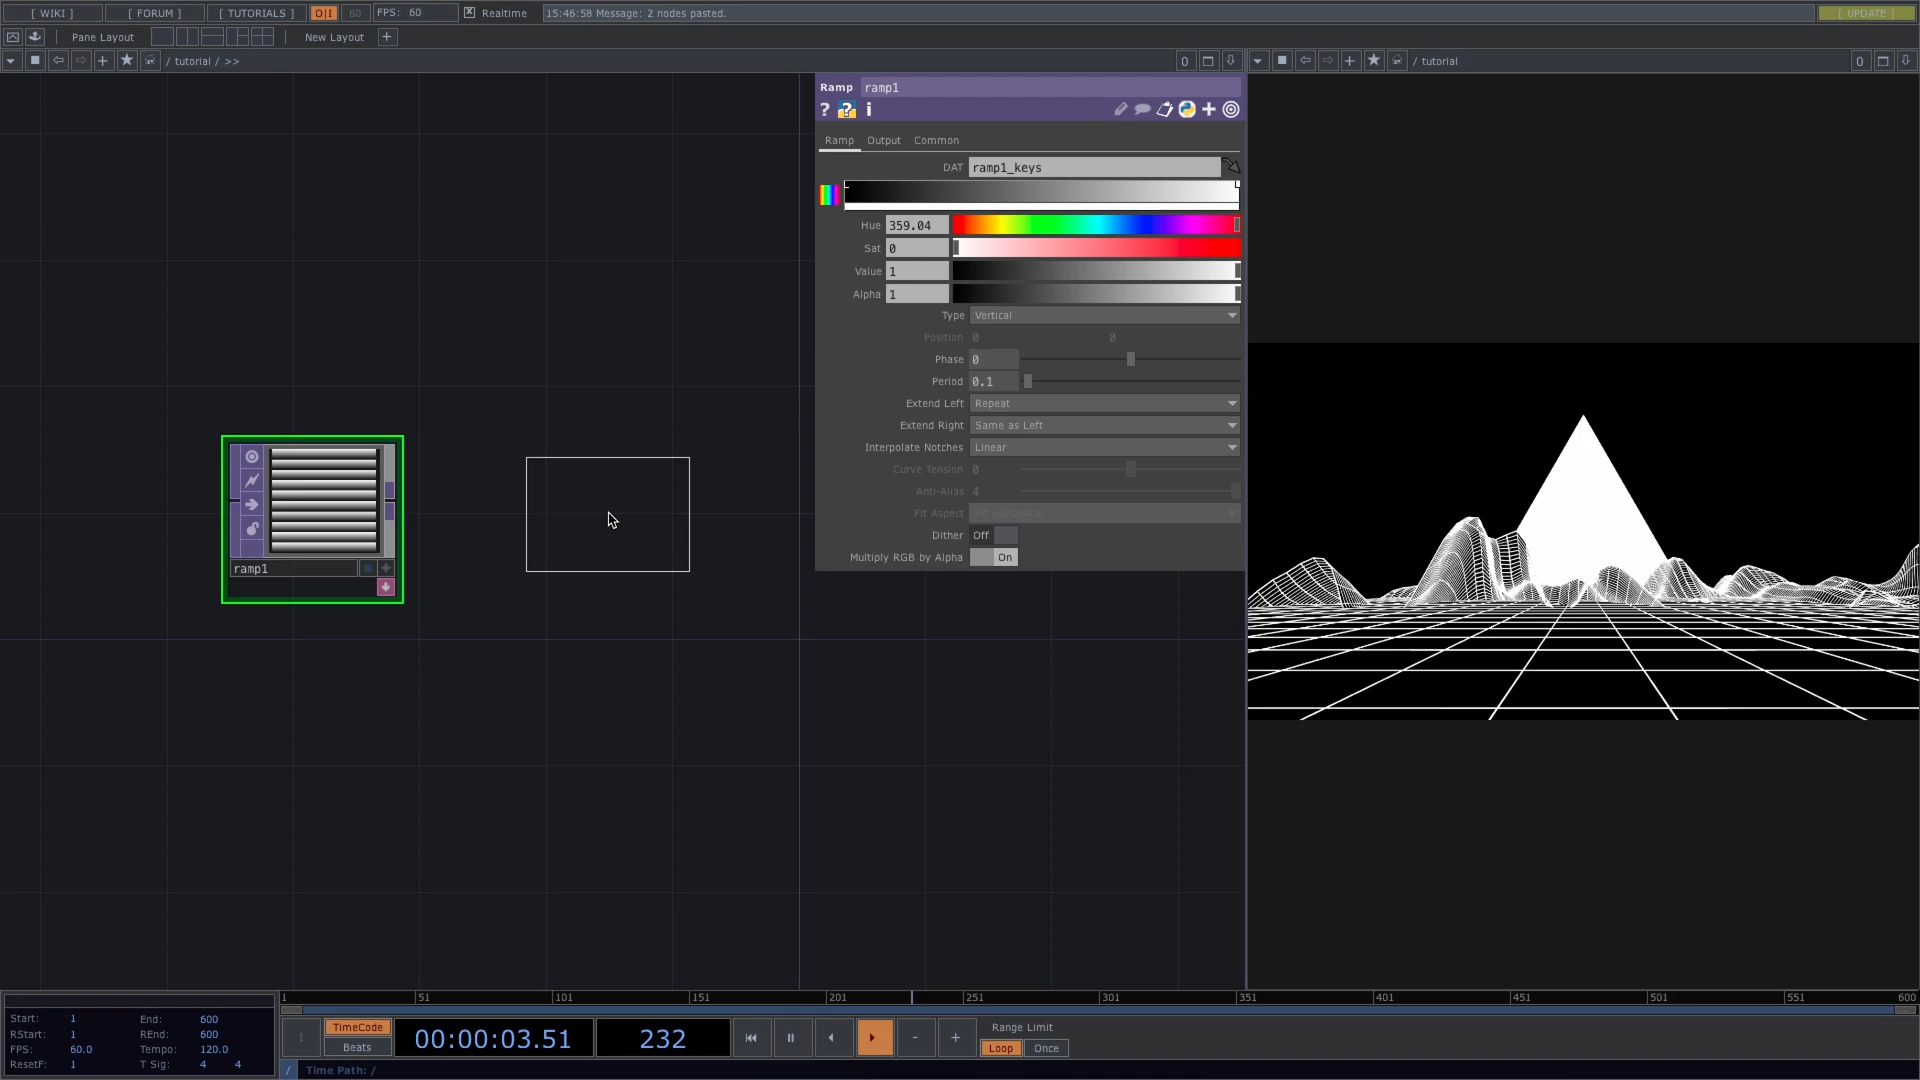 [ WIKI ] [ FORUM ] [ TUTORIALS ] O|I 60 FPS: 60 Realtime 15:46:58 Message: 2 nodes pasted. [ UPDATE ]
Pane Layout New Layout +
/ tutorial / >> 0 / tutorial 0
Ramp ramp1
? ? i
Ramp Output Common
DAT ramp1_keys
Hue 359.04
Sat 0
Value 1
Alpha 1
Type Vertical
Position 0 0
Phase 0
Period 0.1
Extend Left Repeat
Extend Right Same as Left
Interpolate Notches Linear
Curve Tension 0
Anti-Alias 4
Fit Aspect Fit Horizontal
Dither Off
Multiply RGB by Alpha On
ramp1
1 51 101 151 201 251 301 351 401 451 501 551 600
Start: 1 End: 600
RStart: 1 REnd: 600
FPS: 60.0 Tempo: 120.0
ResetF: 1 T Sig: 4 4
1 TimeCode Beats 00:00:03.51 232 - + Range Limit
Loop Once
/ Time Path: /